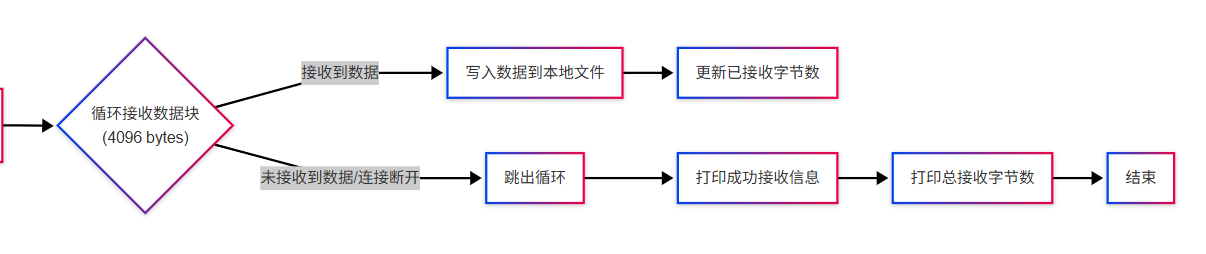 循环接收数据块
(4096 bytes)
接收到数据
写入数据到本地文件
更新已接收字节数
未接收到数据/连接断开
跳出循环
打印成功接收信息
打印总接收字节数
结束